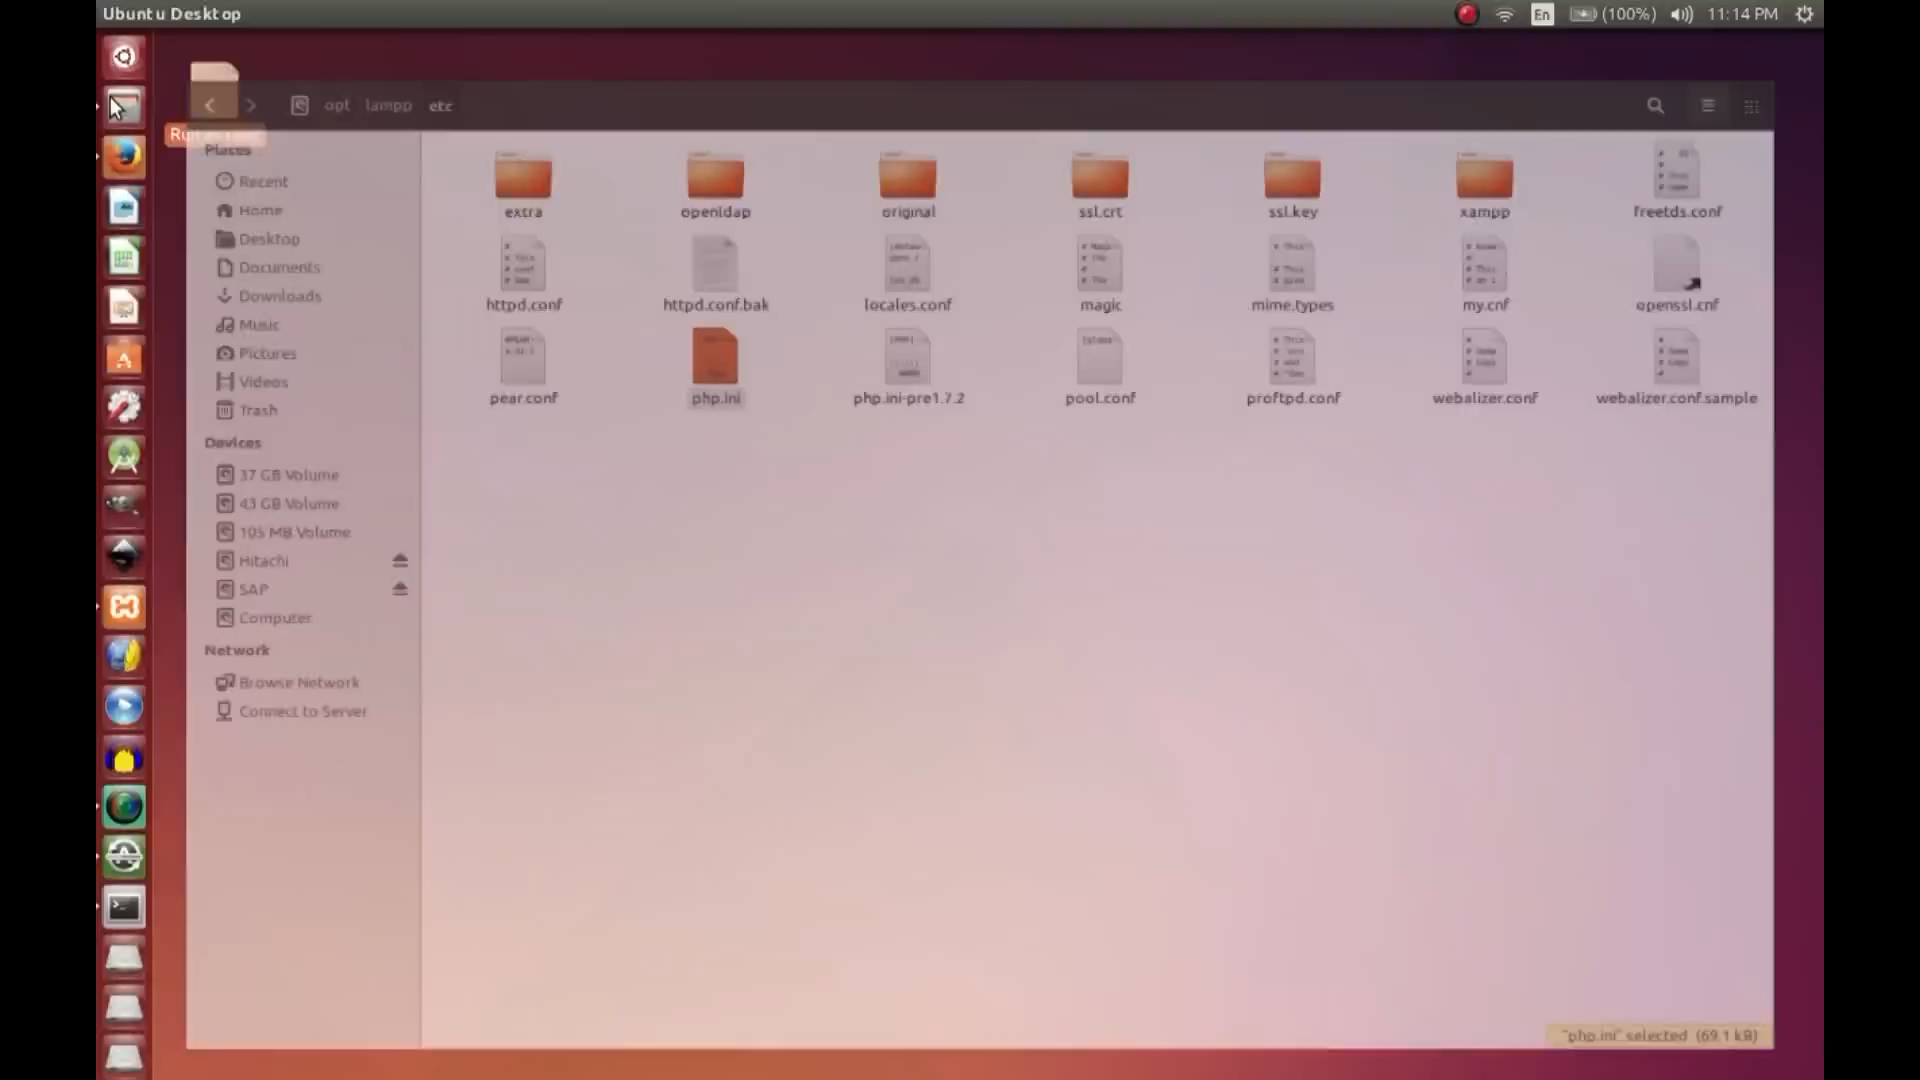 Ubuntu Desktop
En
(100%)
11:14 PM
opt
lampp
etc
Places
Recent
Home
Desktop
Documents
Downloads
Music
Pictures
Videos
Trash
Devices
37 GB Volume
43 GB Volume
105 MB Volume
Hitachi
SAP
Computer
Network
Browse Network
Connect to Server
extra
openldap
original
ssl.crt
ssl.key
xampp
freetds.conf
httpd.conf
httpd.conf.bak
locales.conf
magic
mime.types
my.cnf
openssl.cnf
pear.conf
php.ini
php.ini-pre1.7.2
pool.conf
proftpd.conf
webalizer.conf
webalizer.conf.sample
"php.ini" selected (69.1 kB)